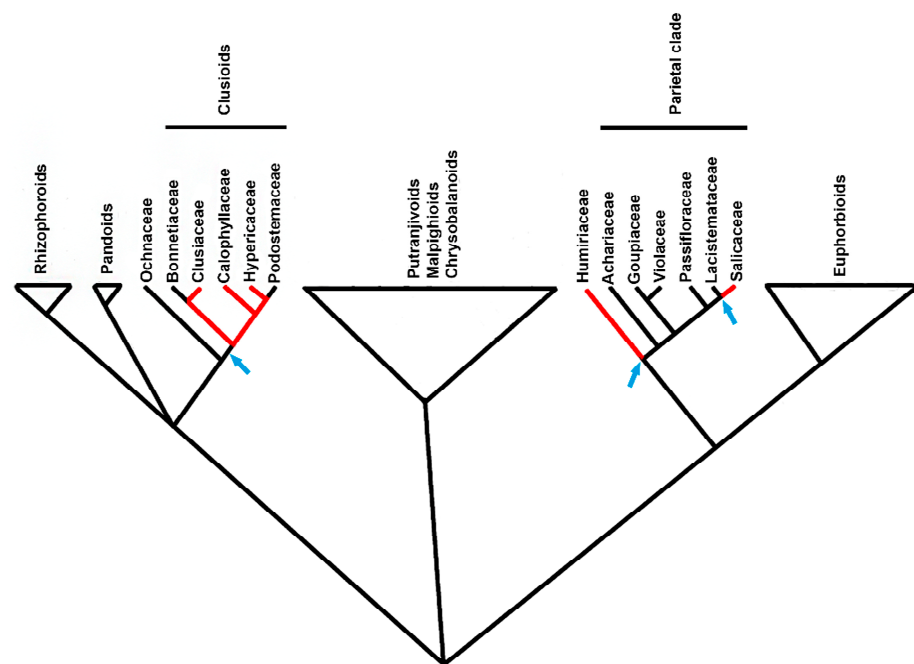 Clusioids
Parietal clade
Rhizophoroids
Pandoids
Ochnaceae
Bonnetiaceae
Clusiaceae
Calophyllaceae
Hypericaceae
Podostemaceae
Putranjivoids
Malpighioids
Chrysobalanoids
Humiriaceae
Achariaceae
Goupiaceae
Violaceae
Passifloraceae
Lacistemataceae
Salicaceae
Euphorbioids